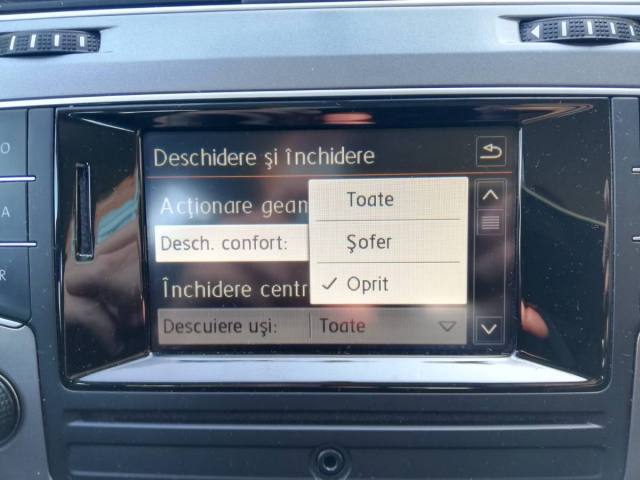 O
A
R
Deschidere şi închidere
Acţionare gean
Desch. confort:
Toate
Şofer
✓ Oprit
Închidere centr
Descuiere uşi: Toate